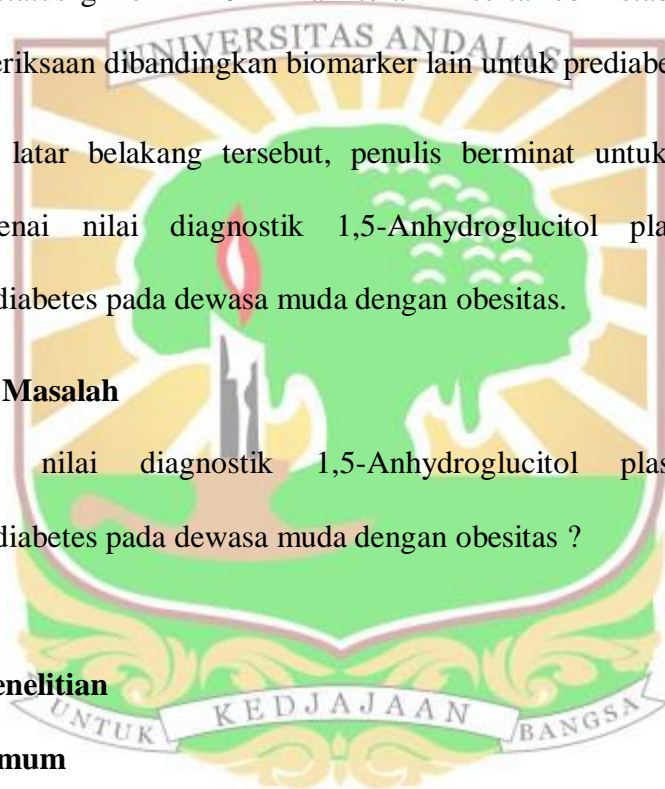 UNIVERSITAS ANDALAS
eriksaan dibandingkan biomarker lain untuk prediabe
latar belakang tersebut, penulis berminat untuk
enai nilai diagnostik 1,5-Anhydroglucitol pla
diabetes pada dewasa muda dengan obesitas.
Masalah
nilai diagnostik 1,5-Anhydroglucitol plas
diabetes pada dewasa muda dengan obesitas ?
enelitian
UNTUK KEDJAJAAN BANGSA
mum